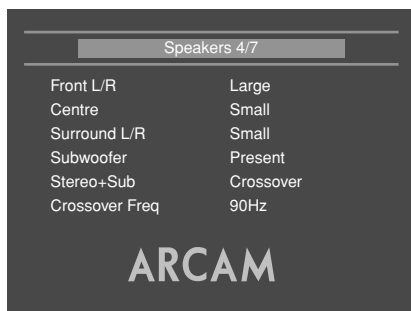 Speakers 4/7
Front L/R Large
Centre Small
Surround L/R Small
Subwoofer Present
Stereo+Sub Crossover
Crossover Freq 90Hz
ARCAM